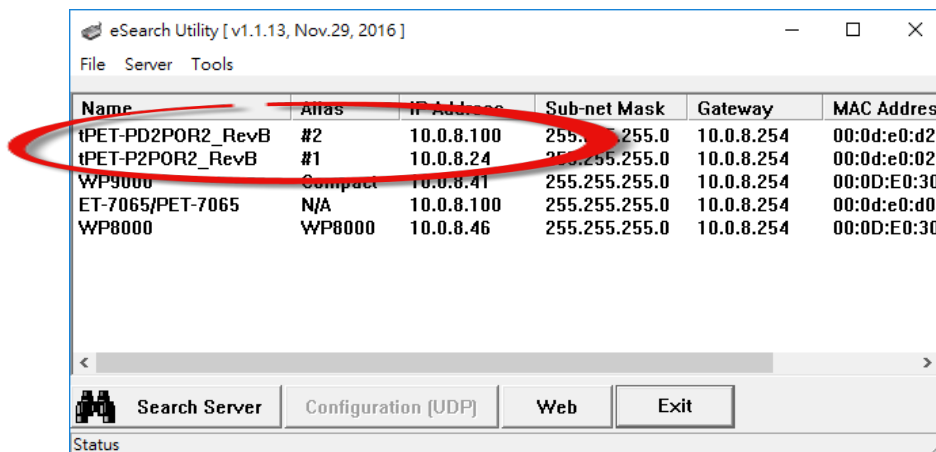 eSearch Utility [ v1.1.13, Nov.29, 2016 ]
File Server Tools
Name Alias IP Address Sub-net Mask Gateway MAC Addres
tPET-PD2POR2_RevB #2 10.0.8.100 255.255.255.0 10.0.8.254 00:0d:e0:d2
tPET-P2POR2_RevB #1 10.0.8.24 255.255.255.0 10.0.8.254 00:0d:e0:02
WP9000 Compact 10.0.8.41 255.255.255.0 10.0.8.254 00:0D:E0:30
ET-7065/PET-7065 N/A 10.0.8.100 255.255.255.0 10.0.8.254 00:0d:e0:d0
WP8000 WP8000 10.0.8.46 255.255.255.0 10.0.8.254 00:0D:E0:30
Search Server Configuration (UDP) Web Exit
Status